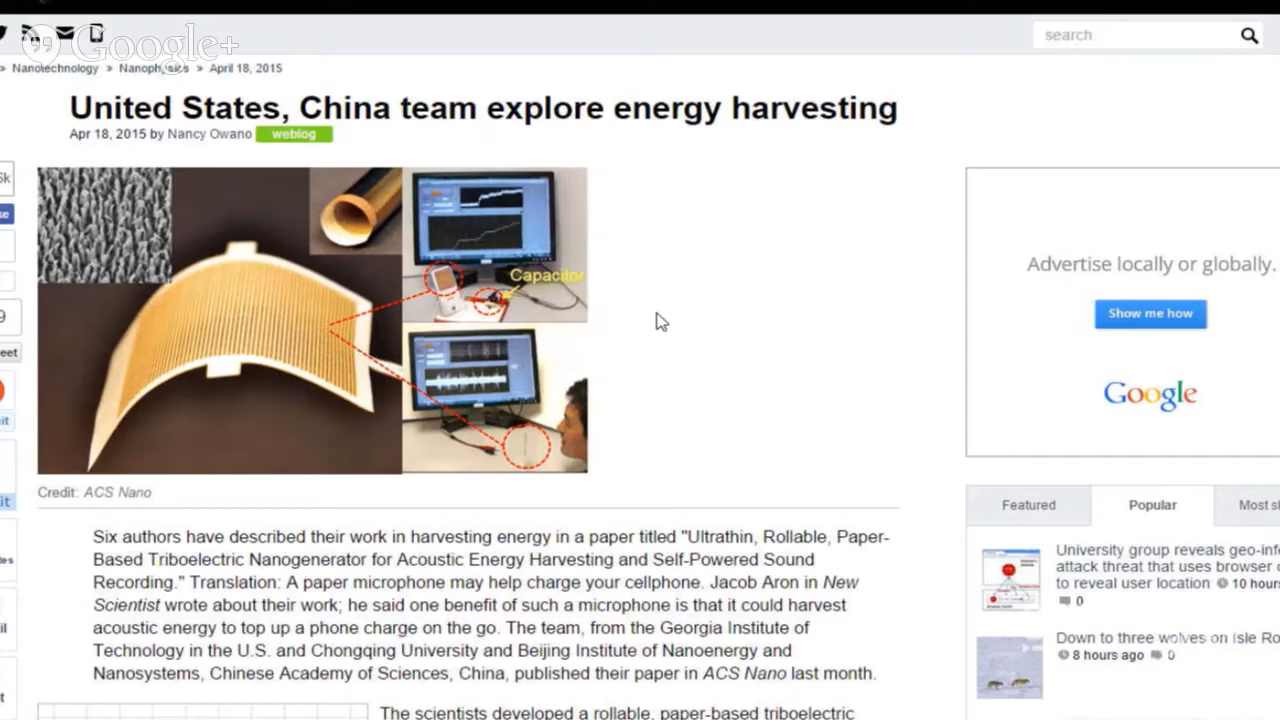 Google+
search
» Nanotechnology » Nanophysics » April 18, 2015
United States, China team explore energy harvesting
Apr 18, 2015 by Nancy Owano weblog
Capacitor
Credit: ACS Nano
Six authors have described their work in harvesting energy in a paper titled "Ultrathin, Rollable, Paper-
Based Triboelectric Nanogenerator for Acoustic Energy Harvesting and Self-Powered Sound
Recording." Translation: A paper microphone may help charge your cellphone. Jacob Aron in New
Scientist wrote about their work; he said one benefit of such a microphone is that it could harvest
acoustic energy to top up a phone charge on the go. The team, from the Georgia Institute of
Technology in the U.S. and Chongqing University and Beijing Institute of Nanoenergy and
Nanosystems, Chinese Academy of Sciences, China, published their paper in ACS Nano last month.
The scientists developed a rollable, paper-based triboelectric
Advertise locally or globally.
Show me how
Google
Featured
Popular
Most s
University group reveals geo-inf
attack threat that uses browser
to reveal user location 10 hours
0
Down to three wolves on Isle Ro
8 hours ago 0